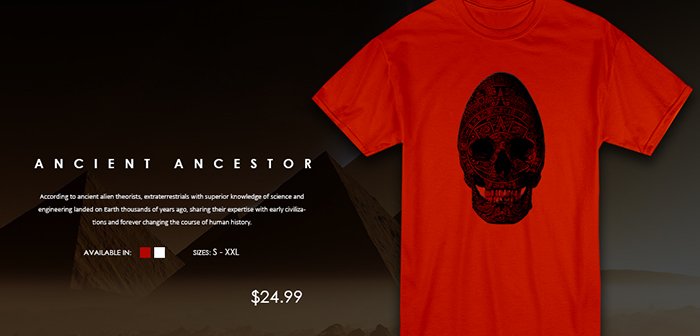 ANCIENT ANCESTOR
According to ancient alien theorists, extraterrestrials with superior knowledge of science and
engineering landed on Earth thousands of years ago, sharing their expertise with early civiliza-
tions and forever changing the course of human history.
AVAILABLE IN: SIZES: S - XXL
$24.99